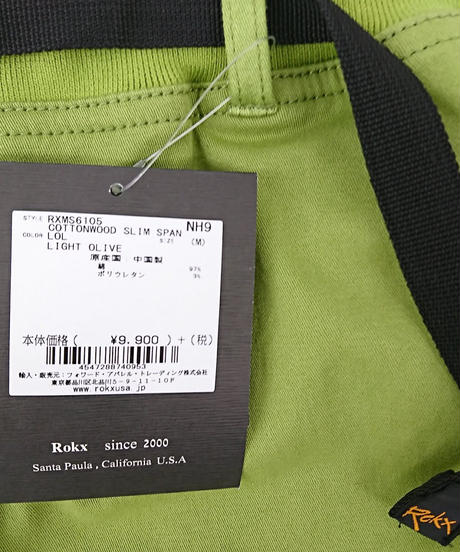 STYLE RXMS6105 NH9
COTTONWOOD SLIM SPAN
COLOR LOL SIZE (M)
LIGHT OLIVE
原産国 中国製
綿 97%
ポリウレタン 3%
本体価格( ¥9,900 )+(税)
4547288740953
輸入・販売元:フォワード・アパレル・トレーディング株式会社
東京都品川区北品川5-9-11-10F
www.rokxusa.jp
Rokx since 2000
Santa Paula, California U.S.A
Rokx